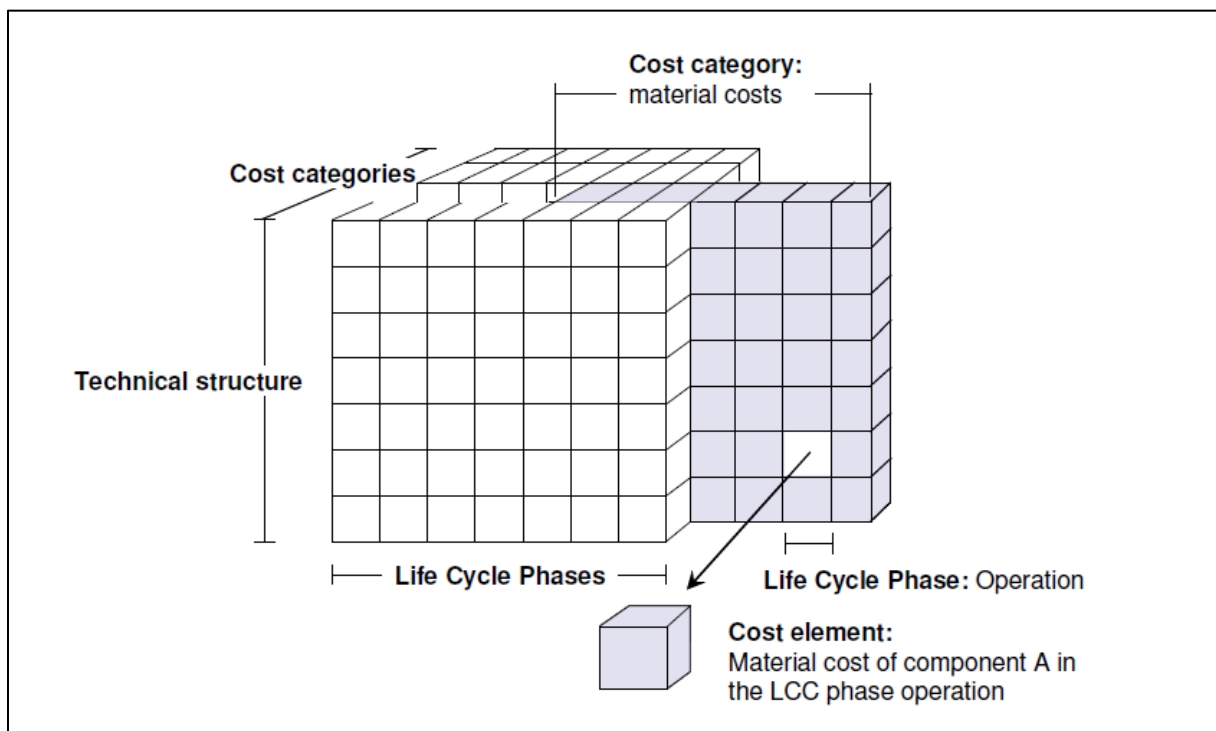 Cost category:
material costs
Cost categories
Technical structure
Life Cycle Phases
Life Cycle Phase: Operation
Cost element:
Material cost of component A in
the LCC phase operation